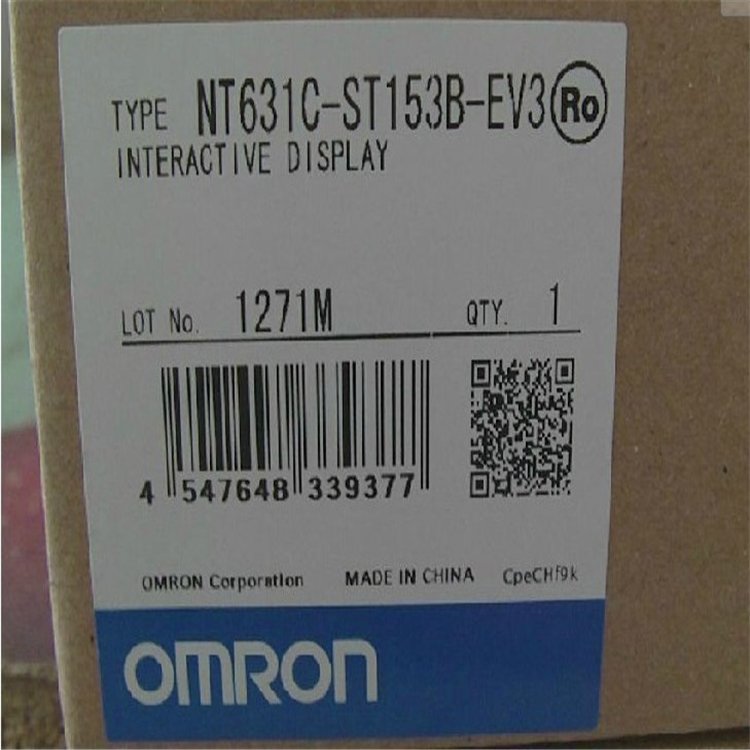 TYPE NT631C-ST153B-EV3 Ro
INTERACTIVE DISPLAY
LOT No. 1271M QTY. 1
4 547648 339377
OMRON Corporation MADE IN CHINA CpeCHf9k
OMRON